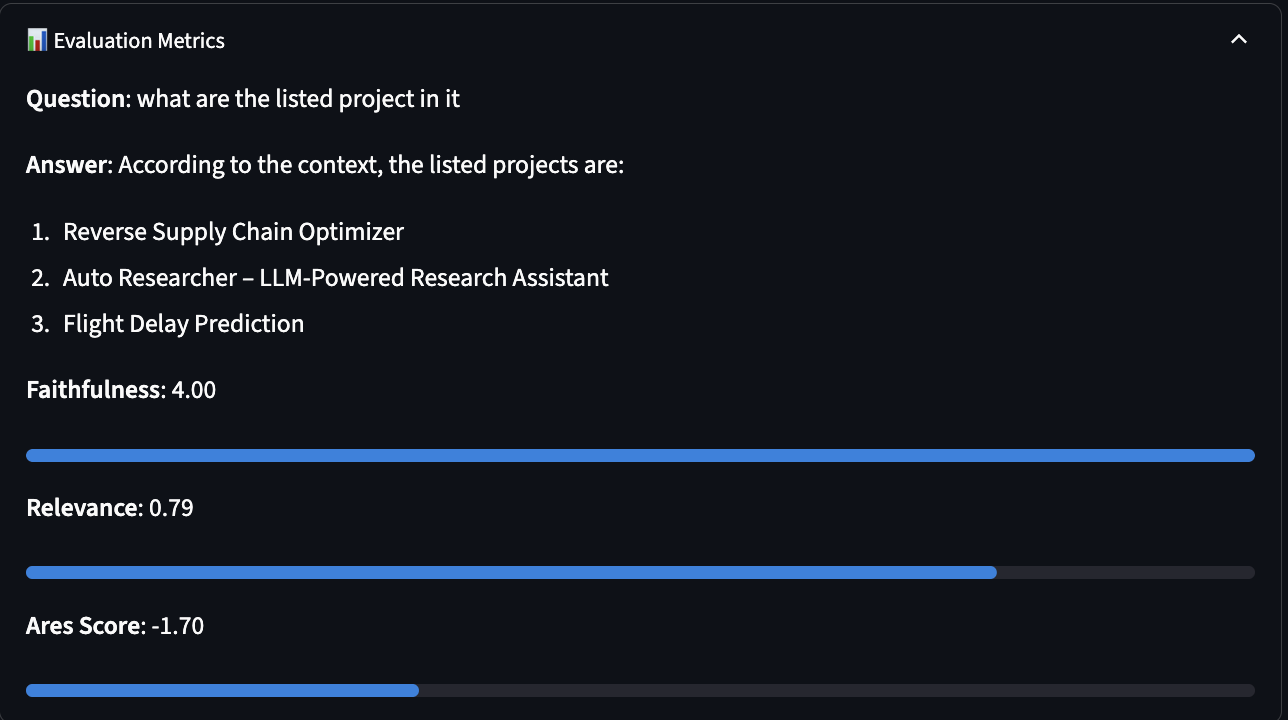 📊 Evaluation Metrics
Question: what are the listed project in it
Answer: According to the context, the listed projects are:
1. Reverse Supply Chain Optimizer
2. Auto Researcher – LLM-Powered Research Assistant
3. Flight Delay Prediction
Faithfulness: 4.00
Relevance: 0.79
Ares Score: -1.70